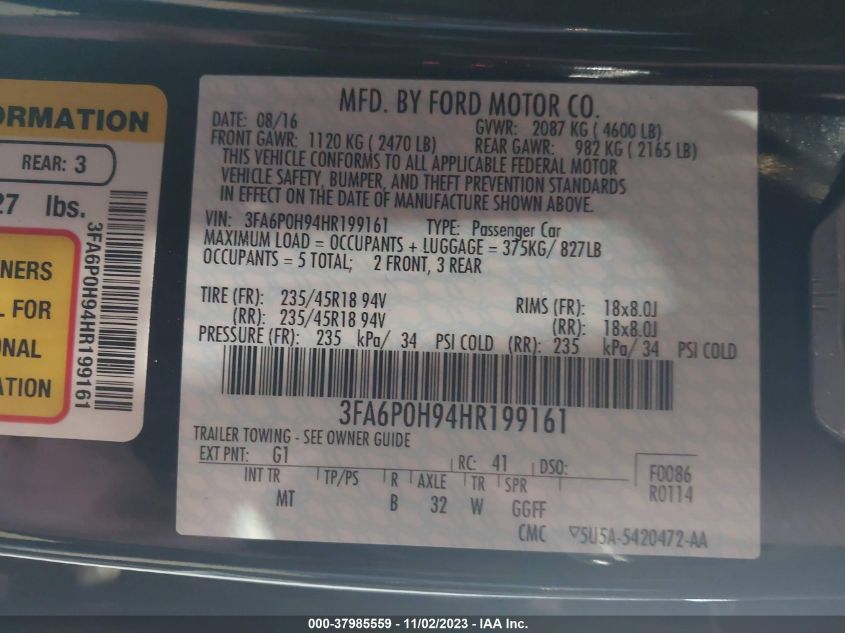 ORMATION
REAR: 3
27 lbs.
NERS
L FOR
ONAL
ATION
3FA6P0H94HR199161
MFD. BY FORD MOTOR CO.
DATE: 08/16 GVWR: 2087 KG ( 4600 LB)
FRONT GAWR: 1120 KG ( 2470 LB) REAR GAWR: 982 KG ( 2165 LB)
THIS VEHICLE CONFORMS TO ALL APPLICABLE FEDERAL MOTOR
VEHICLE SAFETY, BUMPER, AND THEFT PREVENTION STANDARDS
IN EFFECT ON THE DATE OF MANUFACTURE SHOWN ABOVE.
VIN: 3FA6P0H94HR199161 TYPE: Passenger Car
MAXIMUM LOAD = OCCUPANTS + LUGGAGE = 375KG/ 827LB
OCCUPANTS = 5 TOTAL; 2 FRONT, 3 REAR
TIRE (FR): 235/45R18 94V RIMS (FR): 18x8.0J
(RR): 235/45R18 94V (RR): 18x8.0J
PRESSURE (FR): 235 kPa/ 34 PSI COLD (RR): 235 kPa/ 34 PSI COLD
3FA6P0H94HR199161
TRAILER TOWING - SEE OWNER GUIDE
EXT PNT: G1 RC: 41 DSO:
INT TR TP/PS R AXLE TR SPR
MT B 32 W GGFF
F0086
R0114
CMC ▽5U5A-5420472-AA
000-37985559 - 11/02/2023 - IAA Inc.